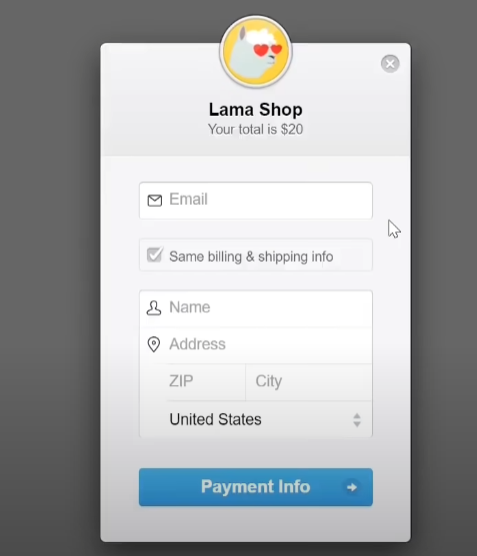 Lama Shop
Your total is $20
Email
Same billing & shipping info
Name
Address
ZIP City
United States
Payment Info